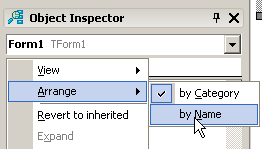 Object Inspector
Form1 TForm1
View
Arrange
by Category
by Name
Revert to inherited
Expand